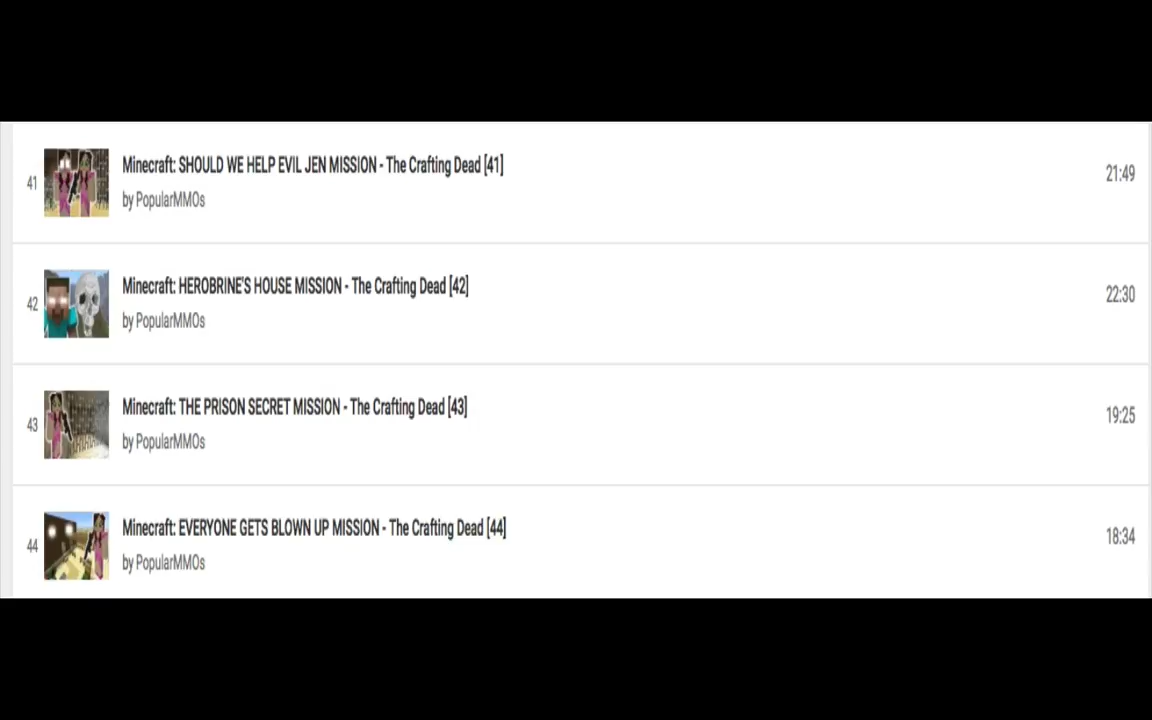 41
Minecraft: SHOULD WE HELP EVIL JEN MISSION - The Crafting Dead [41]
by PopularMMOs
21:49
42
Minecraft: HEROBRINE'S HOUSE MISSION - The Crafting Dead [42]
by PopularMMOs
22:30
43
Minecraft: THE PRISON SECRET MISSION - The Crafting Dead [43]
by PopularMMOs
19:25
44
Minecraft: EVERYONE GETS BLOWN UP MISSION - The Crafting Dead [44]
by PopularMMOs
18:34